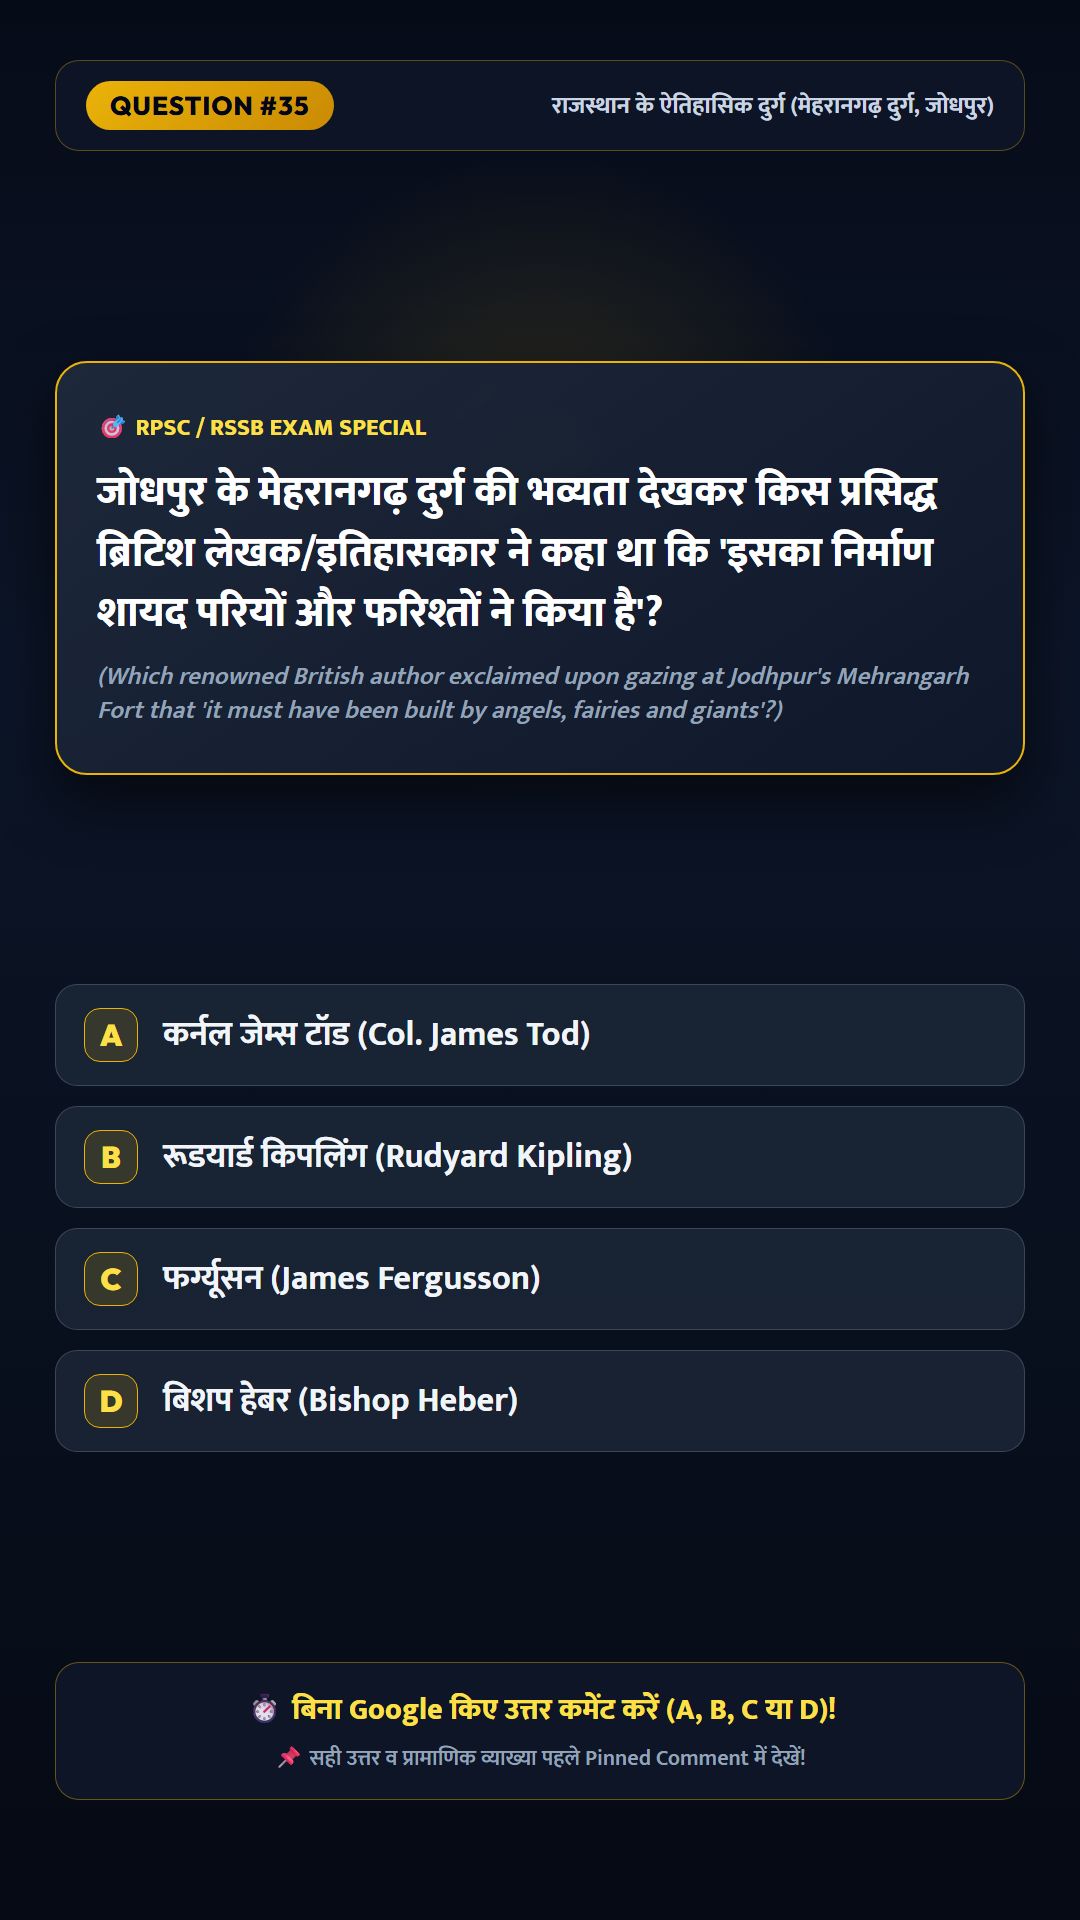 QUESTION #35
राजस्थान के ऐतिहासिक दुर्ग (मेहरानगढ़ दुर्ग, जोधपुर)
🎯 RPSC / RSSB EXAM SPECIAL
जोधपुर के मेहरानगढ़ दुर्ग की भव्यता देखकर किस प्रसिद्ध
ब्रिटिश लेखक/इतिहासकार ने कहा था कि 'इसका निर्माण
शायद परियों और फरिश्तों ने किया है'?
(Which renowned British author exclaimed upon gazing at Jodhpur's Mehrangarh
Fort that 'it must have been built by angels, fairies and giants'?)
A कर्नल जेम्स टॉड (Col. James Tod)
B रूडयार्ड किपलिंग (Rudyard Kipling)
C फर्ग्यूसन (James Fergusson)
D बिशप हेबर (Bishop Heber)
⏱️ बिना Google किए उत्तर कमेंट करें (A, B, C या D)!
📌 सही उत्तर व प्रामाणिक व्याख्या पहले Pinned Comment में देखें!